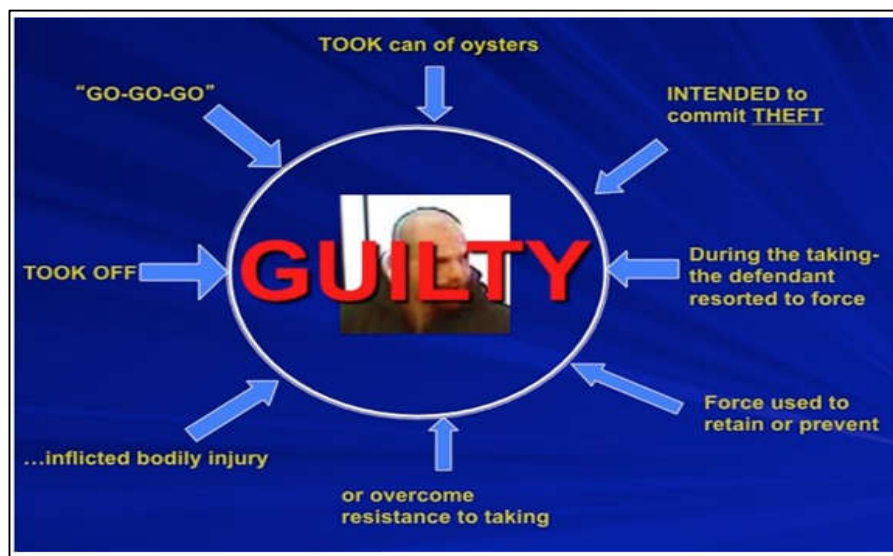 TOOK can of oysters
“GO-GO-GO”
INTENDED to
commit THEFT
GUILTY
TOOK OFF
During the taking-
the defendant
resorted to force
Force used to
retain or prevent
...inflicted bodily injury
or overcome
resistance to taking